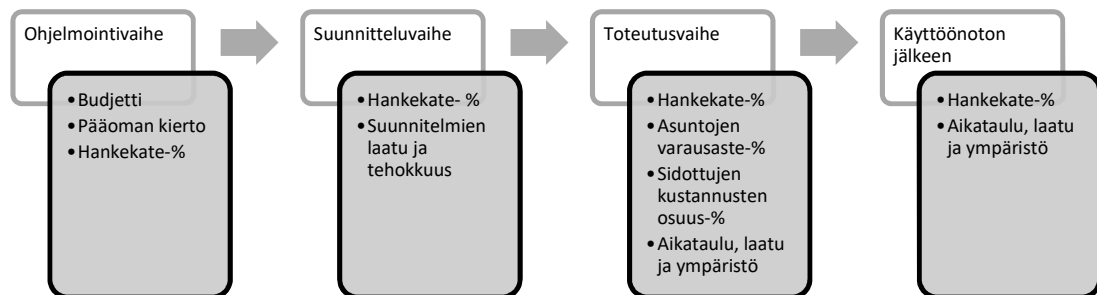 Ohjelmointivaihe
• Budjetti
• Pääoman kierto
• Hankekate-%
Suunnitteluvaihe
• Hankekate- %
• Suunnitelmien
laatu ja
tehokkuus
Toteutusvaihe
• Hankekate-%
• Asuntojen
varausaste-%
• Sidottujen
kustannusten
osuus-%
• Aikataulu, laatu
ja ympäristö
Käyttöönoton
jälkeen
• Hankekate-%
• Aikataulu, laatu
ja ympäristö